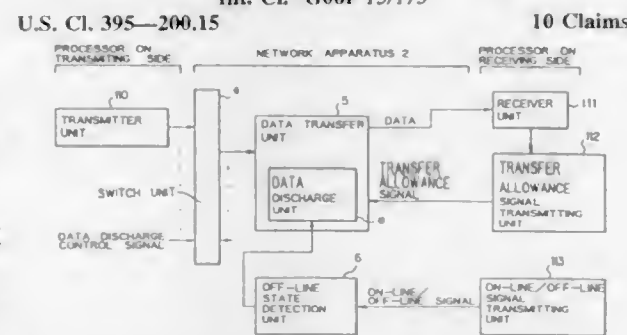 Int. Cl.⁶ G06F 15/173
U.S. Cl. 395—200.15 10 Claims
PROCESSOR ON TRANSMITING SIDE
NETWORK APPARATUS 2
PROCESSOR ON RECEIVING SIDE
110
TRANSMITTER UNIT
SWITCH UNIT
DATA DISCHARGE CONTROL SIGNAL
5
DATA TRANSFER UNIT
DATA DISCHARGE UNIT
DATA
TRANSFER ALLOWANCE SIGNAL
RECEIVER UNIT
111
112
TRANSFER ALLOWANCE SIGNAL TRANSMITTING UNIT
6
OFF-LINE STATE DETECTION UNIT
ON-LINE/ OFF-LINE SIGNAL
113
ON-LINE/OFF-LINE SIGNAL TRANSMITTING UNIT